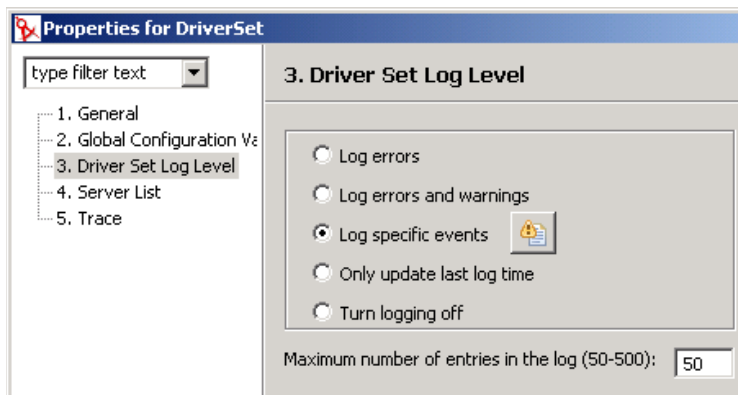 Properties for DriverSet
type filter text
1. General
2. Global Configuration Va
3. Driver Set Log Level
4. Server List
5. Trace
3. Driver Set Log Level
Log errors
Log errors and warnings
Log specific events
Only update last log time
Turn logging off
Maximum number of entries in the log (50-500): 50